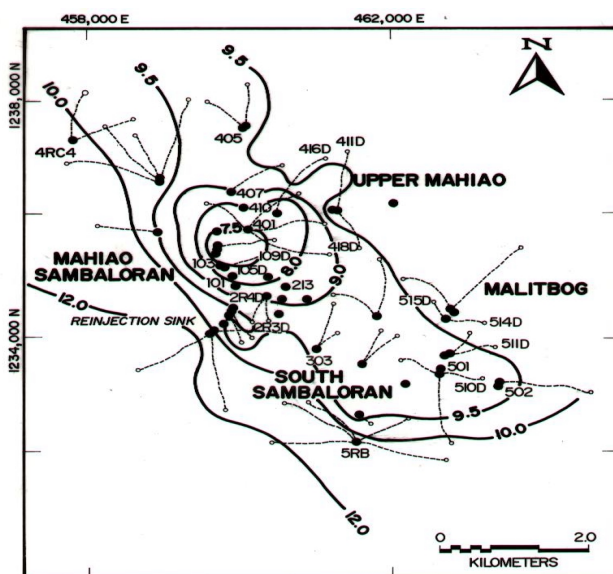 458,000 E
462,000 E
N
1238,000 N
1234,000 N
10.0
9.5
9.5
4RC4
405
416D
411D
UPPER MAHIAO
407
410
401
7.5
418D
109D
8.0
9.0
103
105D
101
213
MAHIAO
SAMBALORAN
12.0
2R4D
REINJECTION SINK
2R3D
515D
MALITBOG
514D
511D
303
501
SOUTH
SAMBALORAN
510D
502
9.5
10.0
5RB
12.0
0
2.0
KILOMETERS